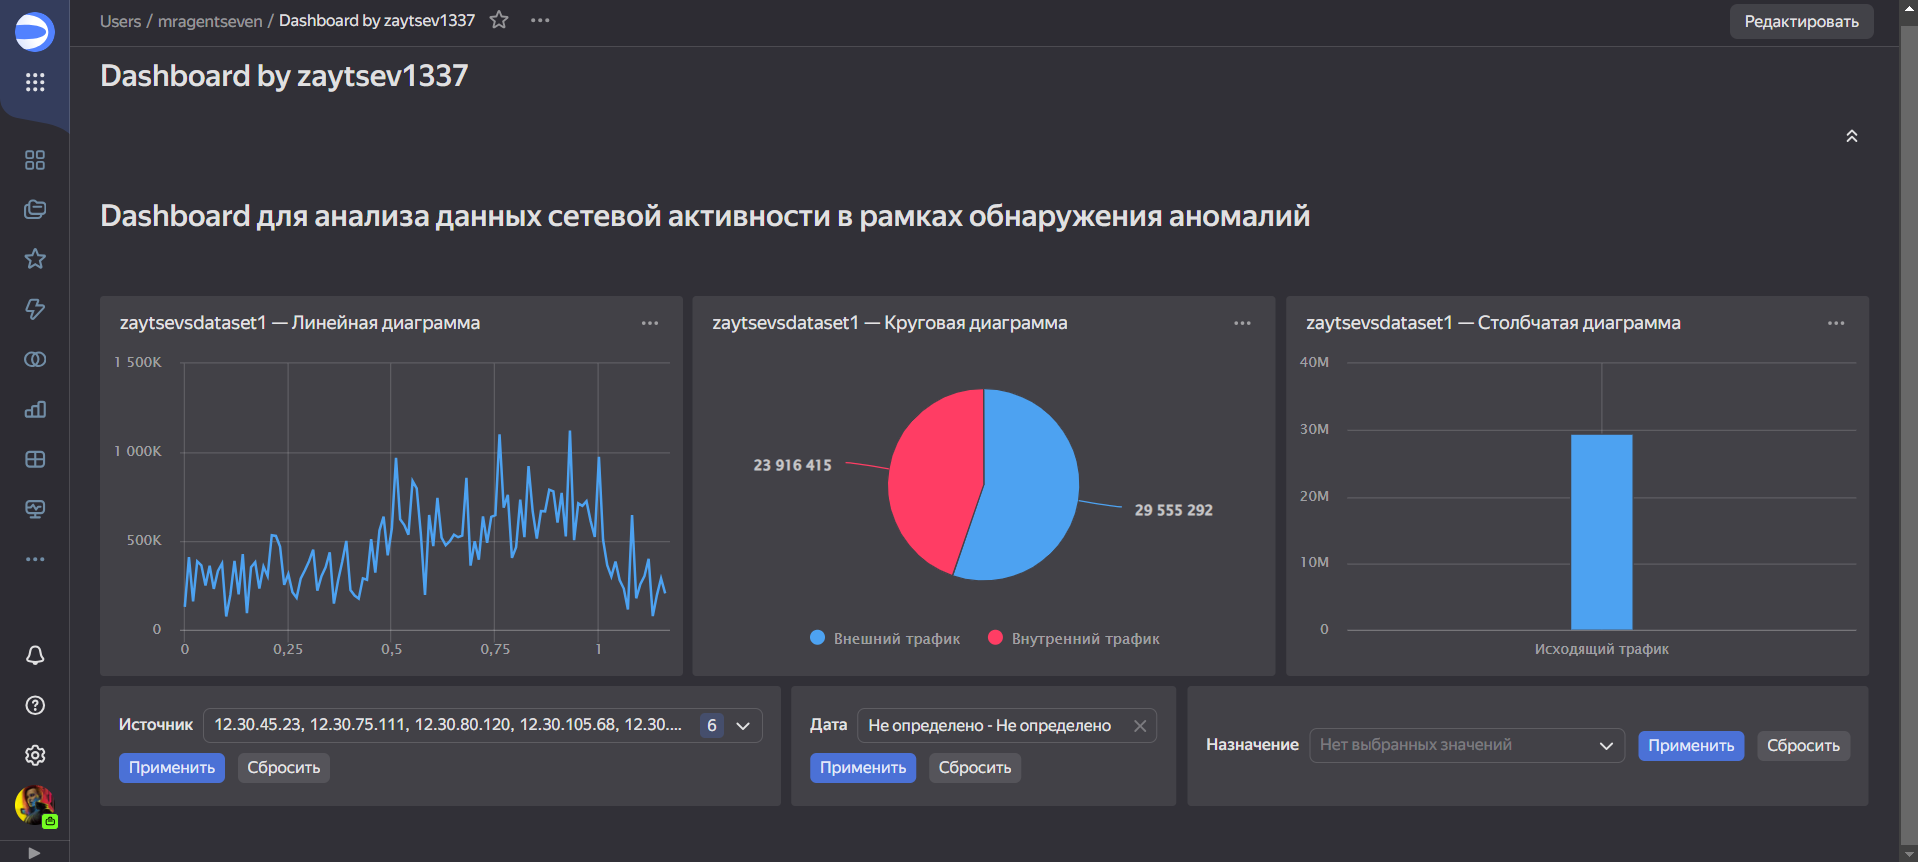 Users / mragentseven / Dashboard by zaytsev1337
Редактировать
Dashboard by zaytsev1337
Dashboard для анализа данных сетевой активности в рамках обнаружения аномалий
zaytsevsdataset1 — Линейная диаграмма
1 500K
1 000K
500K
0
0 0,25 0,5 0,75 1
zaytsevsdataset1 — Круговая диаграмма
23 916 415
29 555 292
Внешний трафик Внутренний трафик
zaytsevsdataset1 — Столбчатая диаграмма
40M
30M
20M
10M
0
Исходящий трафик
Источник 12.30.45.23, 12.30.75.111, 12.30.80.120, 12.30.105.68, 12.30.... 6
Применить Сбросить
Дата Не определено - Не определено
Применить Сбросить
Назначение Нет выбранных значений Применить Сбросить